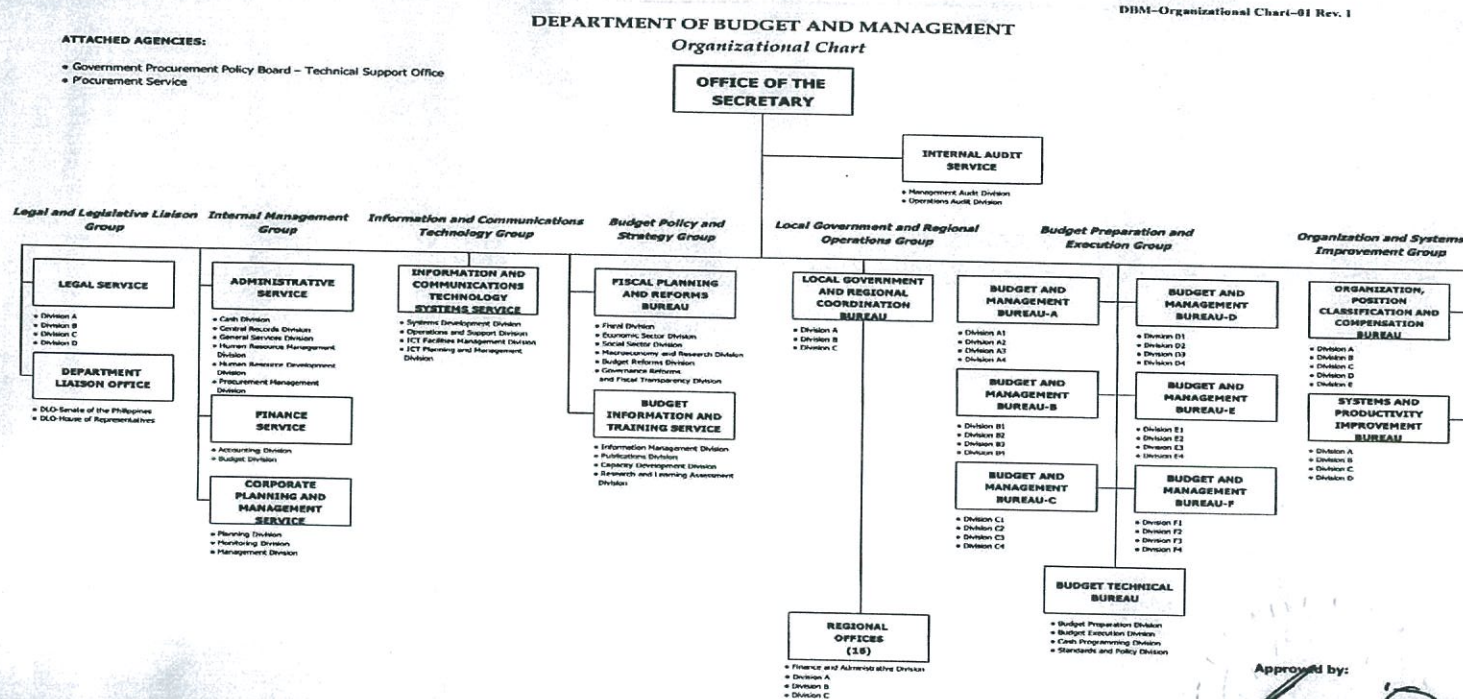 DBM–Organizational Chart–01 Rev. 1
DEPARTMENT OF BUDGET AND MANAGEMENT
Organizational Chart
ATTACHED AGENCIES:
• Government Procurement Policy Board – Technical Support Office
• Procurement Service
OFFICE OF THE
SECRETARY
INTERNAL AUDIT
SERVICE
• Management Audit Division
• Operations Audit Division
Legal and Legislative Liaison
Group
LEGAL SERVICE
• Division A
• Division B
• Division C
• Division D
DEPARTMENT
LIAISON OFFICE
• DLO-Senate of the Philippines
• DLO-House of Representatives
Internal Management
Group
ADMINISTRATIVE
SERVICE
• Cash Division
• Central Records Division
• General Services Division
• Human Resource Management
Division
• Human Resource Development
Division
• Procurement Management
Division
FINANCE
SERVICE
• Accounting Division
• Budget Division
CORPORATE
PLANNING AND
MANAGEMENT
SERVICE
• Planning Division
• Monitoring Division
• Management Division
Information and Communications
Technology Group
INFORMATION AND
COMMUNICATIONS
TECHNOLOGY
SYSTEMS SERVICE
• Systems Development Division
• Operations and Support Division
• ICT Facilities Management Division
• ICT Planning and Management
Division
Budget Policy and
Strategy Group
FISCAL PLANNING
AND REFORMS
BUREAU
• Fiscal Division
• Economic Sector Division
• Social Sector Division
• Macroeconomy and Research Division
• Budget Reforms Division
• Governance Reforms
and Fiscal Transparency Division
BUDGET
INFORMATION AND
TRAINING SERVICE
• Information Management Division
• Publications Division
• Capacity Development Division
• Research and Learning Assessment
Division
Local Government and Regional
Operations Group
LOCAL GOVERNMENT
AND REGIONAL
COORDINATION
BUREAU
• Division A
• Division B
• Division C
REGIONAL
OFFICES
(16)
• Finance and Administrative Division
• Division A
• Division B
• Division C
Budget Preparation and
Execution Group
BUDGET AND
MANAGEMENT
BUREAU-A
• Division A1
• Division A2
• Division A3
• Division A4
BUDGET AND
MANAGEMENT
BUREAU-B
• Division B1
• Division B2
• Division B3
• Division B4
BUDGET AND
MANAGEMENT
BUREAU-C
• Division C1
• Division C2
• Division C3
• Division C4
BUDGET AND
MANAGEMENT
BUREAU-D
• Division D1
• Division D2
• Division D3
• Division D4
BUDGET AND
MANAGEMENT
BUREAU-E
• Division E1
• Division E2
• Division E3
• Division E4
BUDGET AND
MANAGEMENT
BUREAU-F
• Division F1
• Division F2
• Division F3
• Division F4
BUDGET TECHNICAL
BUREAU
• Budget Preparation Division
• Budget Execution Division
• Cash Programming Division
• Standards and Policy Division
Organization and Systems
Improvement Group
ORGANIZATION,
POSITION
CLASSIFICATION AND
COMPENSATION
BUREAU
• Division A
• Division B
• Division C
• Division D
• Division E
SYSTEMS AND
PRODUCTIVITY
IMPROVEMENT
BUREAU
• Division A
• Division B
• Division C
• Division D
Approved by: